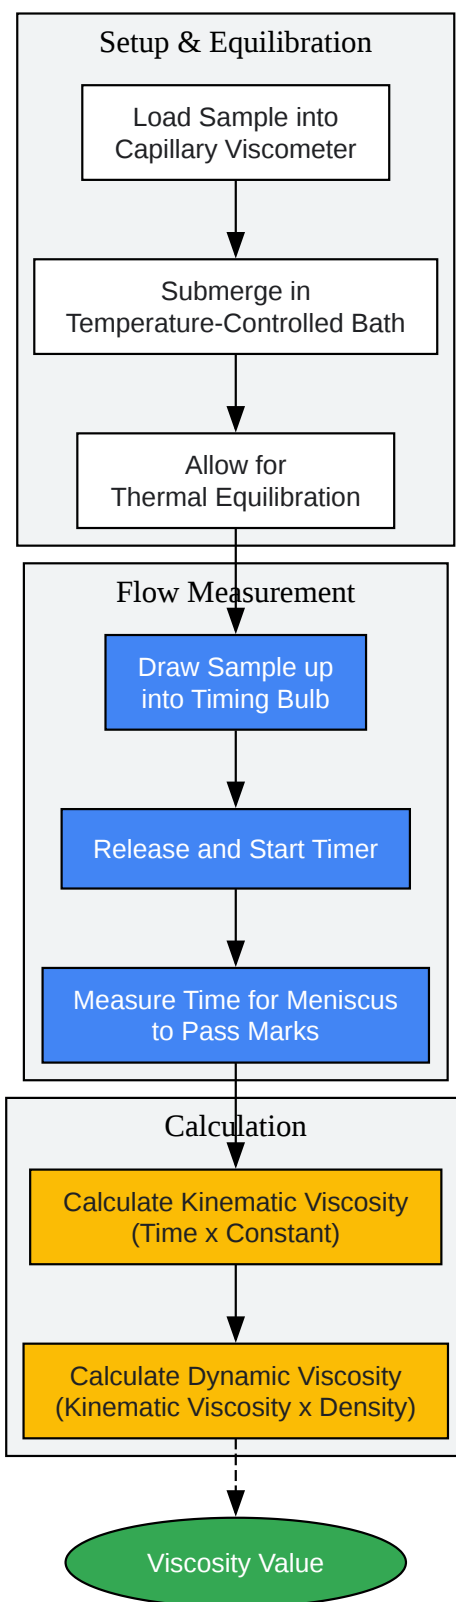 Setup & Equilibration
Load Sample into
Capillary Viscometer
Submerge in
Temperature-Controlled Bath
Allow for
Thermal Equilibration
Flow Measurement
Draw Sample up
into Timing Bulb
Release and Start Timer
Measure Time for Meniscus
to Pass Marks
Calculation
Calculate Kinematic Viscosity
(Time x Constant)
Calculate Dynamic Viscosity
(Kinematic Viscosity x Density)
Viscosity Value